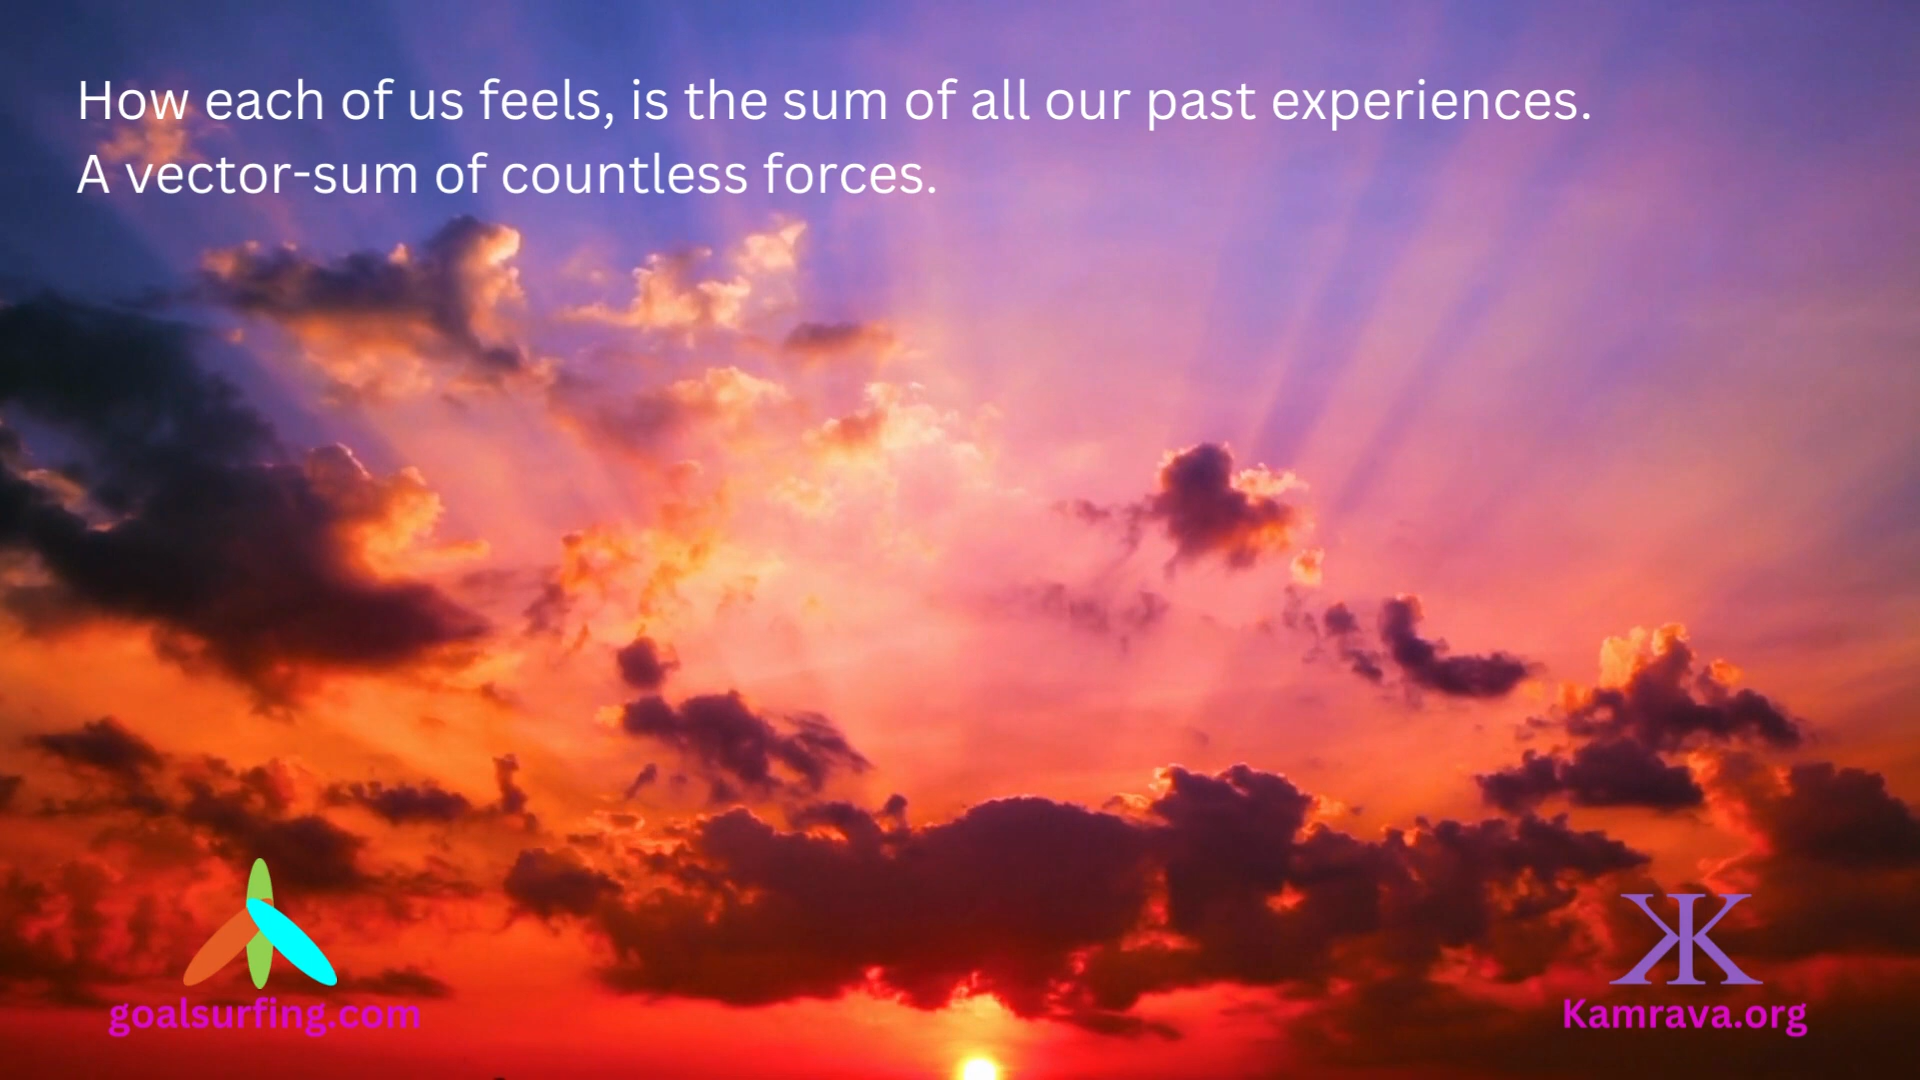 How each of us feels, is the sum of all our past experiences.
A vector-sum of countless forces.
goalsurfing.com
Kamrava.org